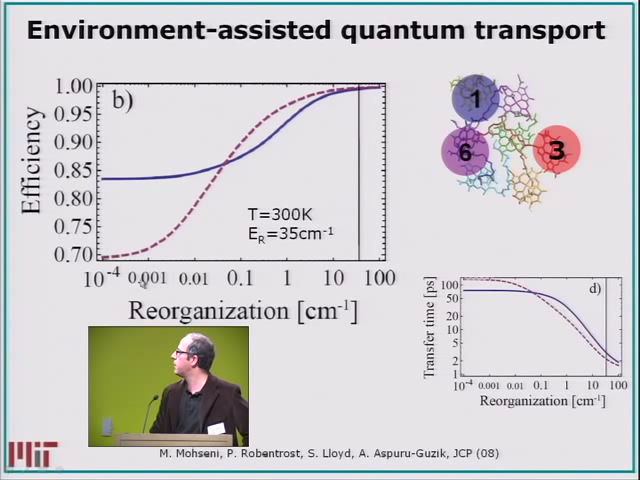 Environment-assisted quantum transport
b)
Efficiency
1.00
0.95
0.90
0.85
0.80
0.75
0.70
T=300K
E_R=35cm⁻¹
10⁻⁴ 0.001 0.01 0.1 1 10 100
Reorganization [cm⁻¹]
1
6
3
d)
Transfer time [ps]
100
50
20
10
5
2
1
10⁻⁴ 0.001 0.01 0.1 1 10 100
Reorganization [cm⁻¹]
MIT
M. Mohseni, P. Robentrost, S. Lloyd, A. Aspuru-Guzik, JCP (08)